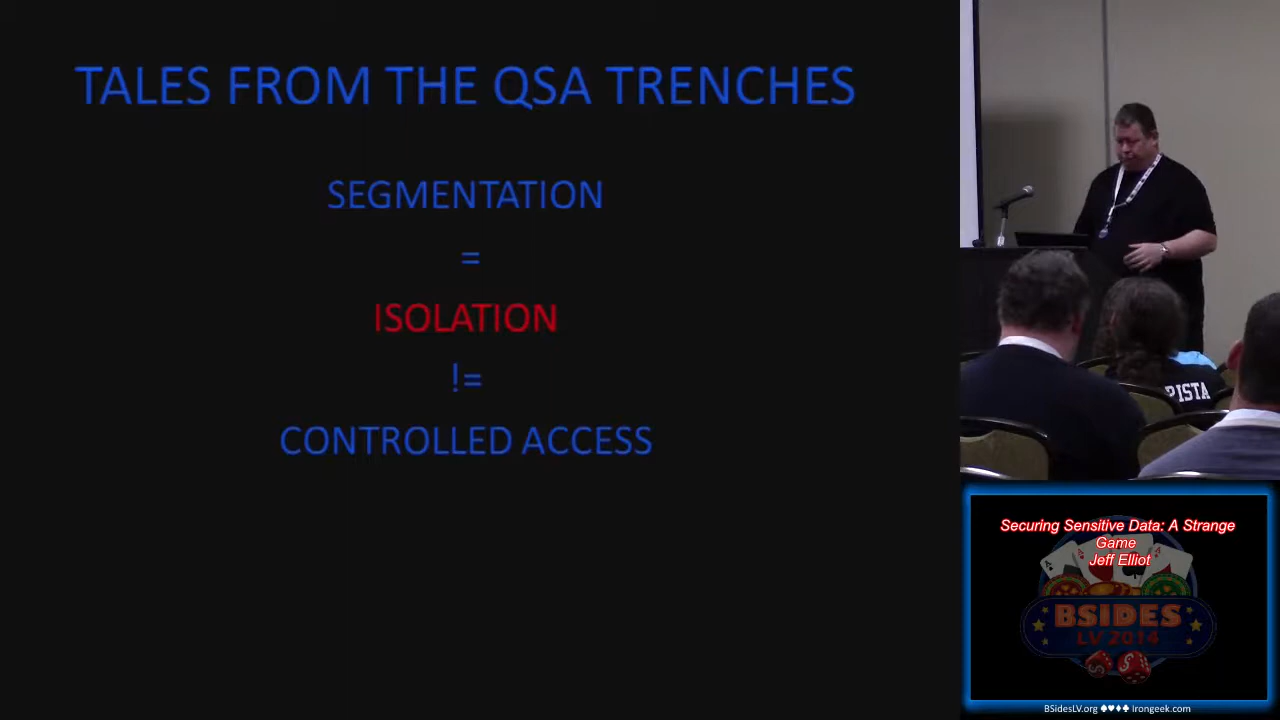 TALES FROM THE QSA TRENCHES
SEGMENTATION
=
ISOLATION
!=
CONTROLLED ACCESS
PISTA
Securing Sensitive Data: A Strange
Game
Jeff Elliot
BSIDES
LV 2014
BSidesLV.org ♠♥♦♣ Irongeek.com